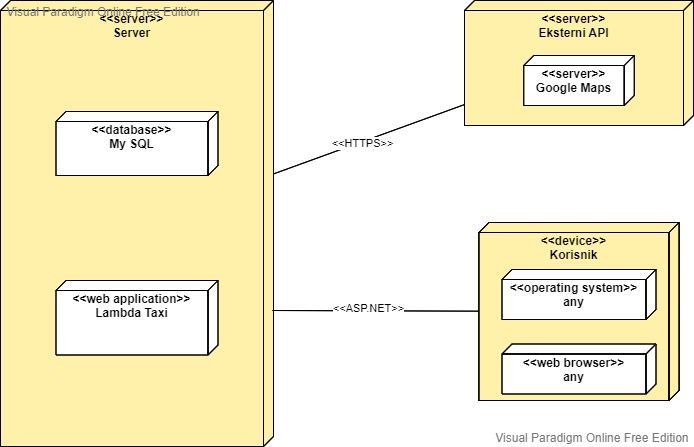 Visual Paradigm Online Free Edition
<<server>>
Server
<<database>>
My SQL
<<web application>>
Lambda Taxi
<<HTTPS>>
<<ASP.NET>>
<<server>>
Eksterni API
<<server>>
Google Maps
<<device>>
Korisnik
<<operating system>>
any
<<web browser>>
any
Visual Paradigm Online Free Edition